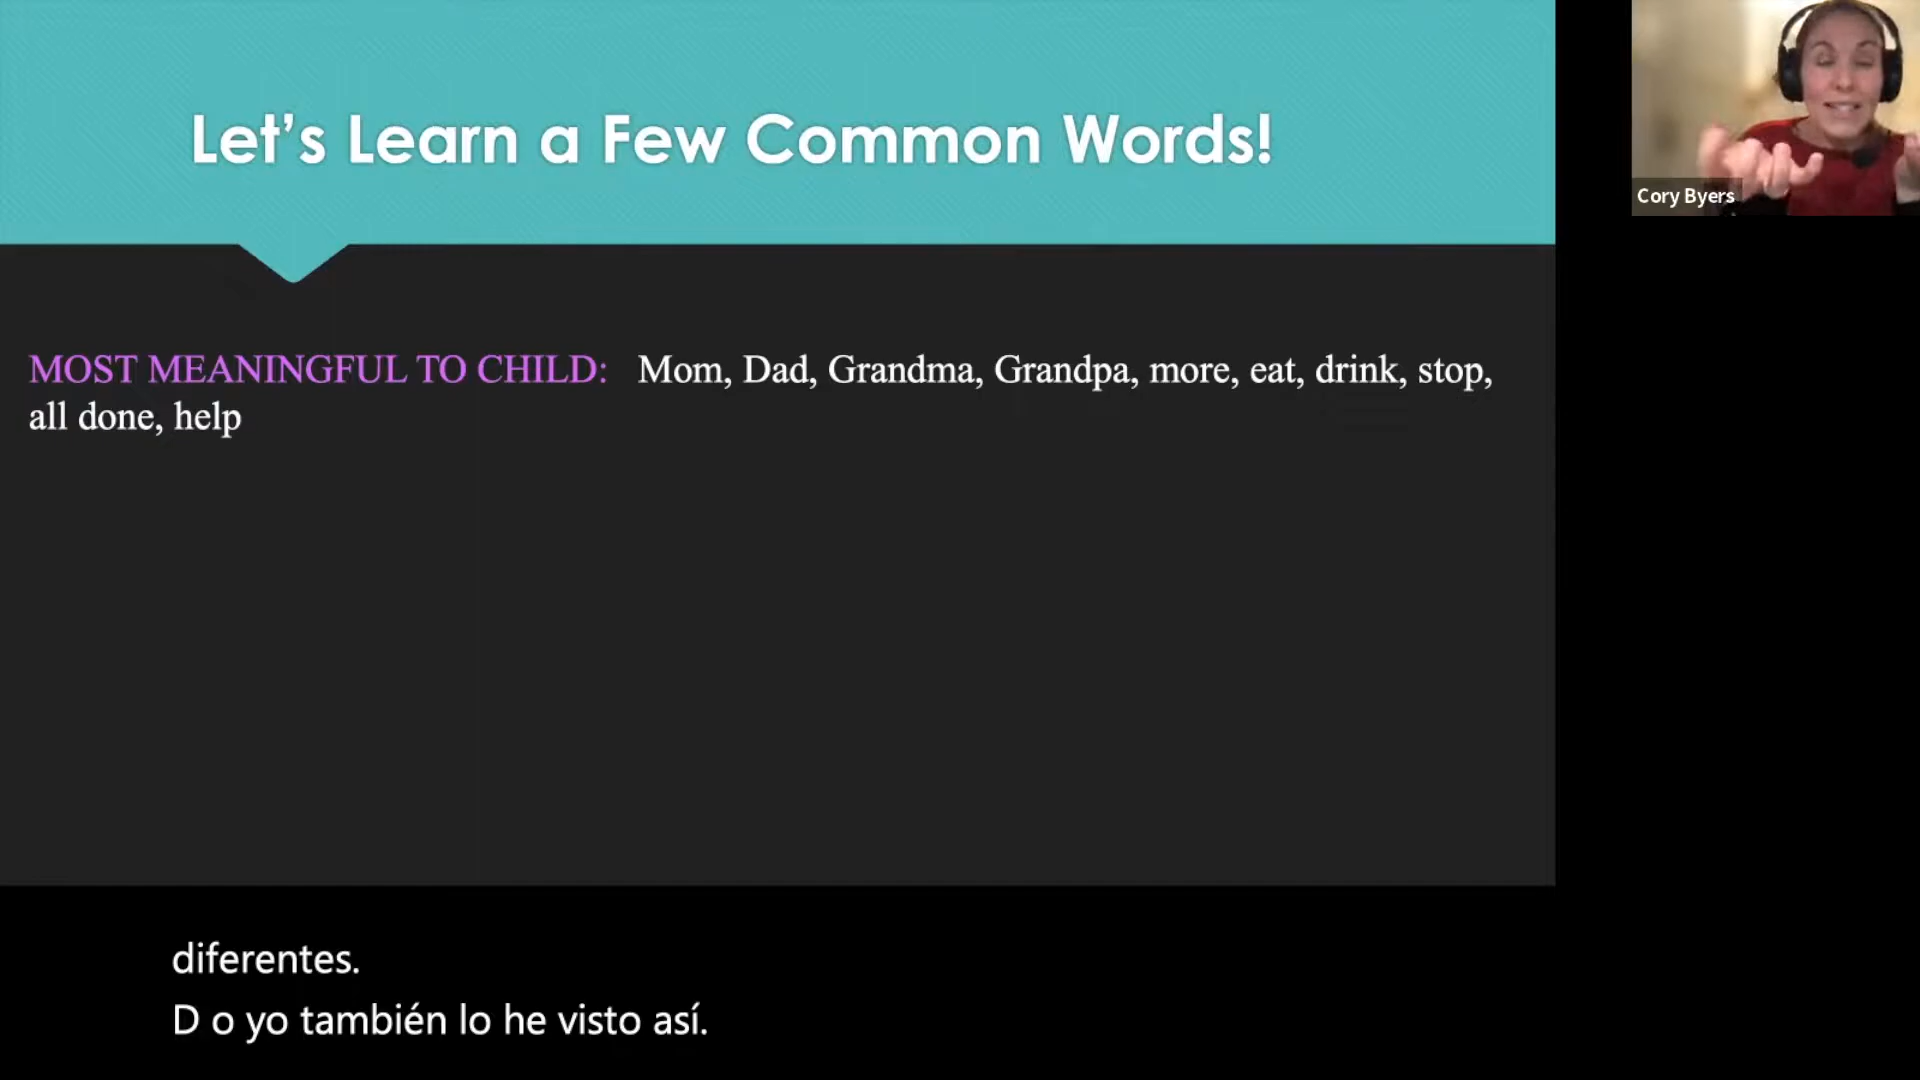 Let’s Learn a Few Common Words!
Cory Byers
MOST MEANINGFUL TO CHILD: Mom, Dad, Grandma, Grandpa, more, eat, drink, stop,
all done, help
diferentes.
D o yo también lo he visto así.